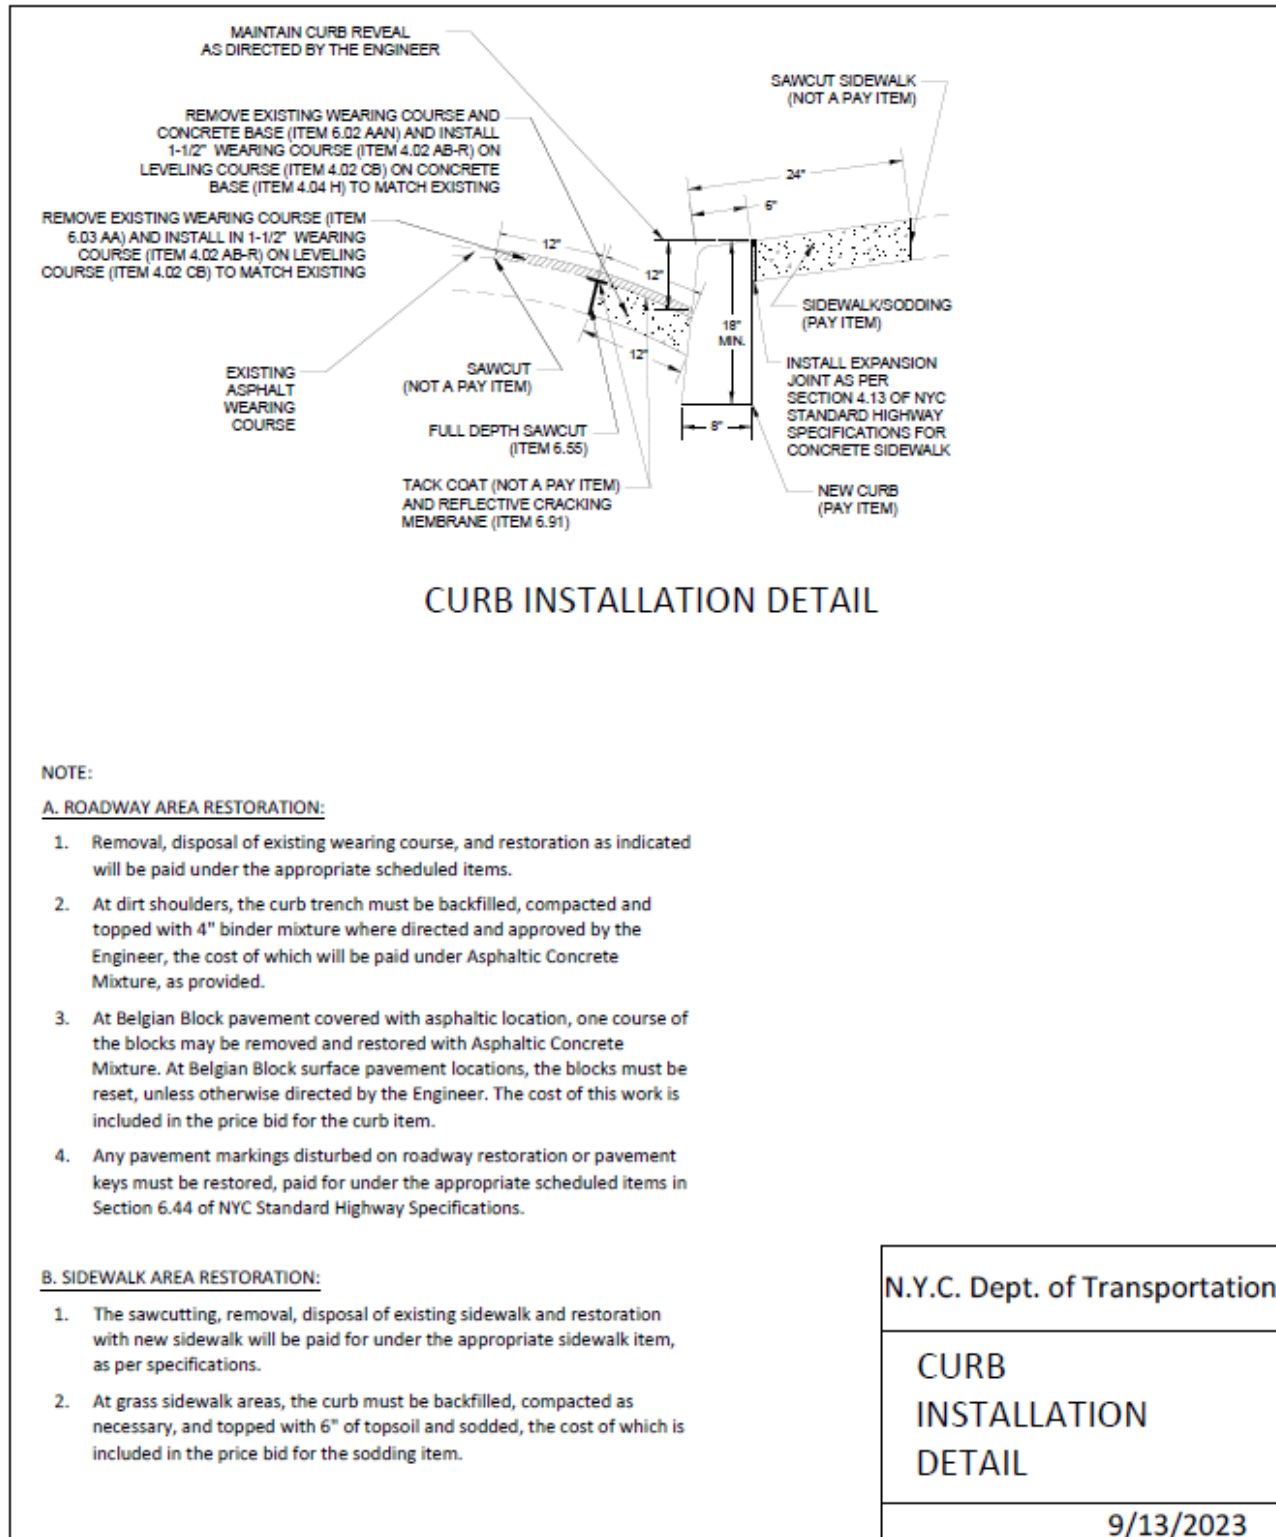 MAINTAIN CURB REVEAL
AS DIRECTED BY THE ENGINEER
SAWCUT SIDEWALK
(NOT A PAY ITEM)
REMOVE EXISTING WEARING COURSE AND
CONCRETE BASE (ITEM 6.02 AAN) AND INSTALL
1-1/2" WEARING COURSE (ITEM 4.02 AB-R) ON
LEVELING COURSE (ITEM 4.02 CB) ON CONCRETE
BASE (ITEM 4.04 H) TO MATCH EXISTING
24"
6"
REMOVE EXISTING WEARING COURSE (ITEM
6.03 AA) AND INSTALL IN 1-1/2" WEARING
COURSE (ITEM 4.02 AB-R) ON LEVELING
COURSE (ITEM 4.02 CB) TO MATCH EXISTING
12"
12"
12"
18"
MIN.
8"
SIDEWALK/SODDING
(PAY ITEM)
EXISTING
ASPHALT
WEARING
COURSE
SAWCUT
(NOT A PAY ITEM)
INSTALL EXPANSION
JOINT AS PER
SECTION 4.13 OF NYC
STANDARD HIGHWAY
SPECIFICATIONS FOR
CONCRETE SIDEWALK
FULL DEPTH SAWCUT
(ITEM 6.55)
TACK COAT (NOT A PAY ITEM)
AND REFLECTIVE CRACKING
MEMBRANE (ITEM 6.91)
NEW CURB
(PAY ITEM)
CURB INSTALLATION DETAIL
NOTE:
A. ROADWAY AREA RESTORATION:
1. Removal, disposal of existing wearing course, and restoration as indicated
will be paid under the appropriate scheduled items.
2. At dirt shoulders, the curb trench must be backfilled, compacted and
topped with 4" binder mixture where directed and approved by the
Engineer, the cost of which will be paid under Asphaltic Concrete
Mixture, as provided.
3. At Belgian Block pavement covered with asphaltic location, one course of
the blocks may be removed and restored with Asphaltic Concrete
Mixture. At Belgian Block surface pavement locations, the blocks must be
reset, unless otherwise directed by the Engineer. The cost of this work is
included in the price bid for the curb item.
4. Any pavement markings disturbed on roadway restoration or pavement
keys must be restored, paid for under the appropriate scheduled items in
Section 6.44 of NYC Standard Highway Specifications.
B. SIDEWALK AREA RESTORATION:
1. The sawcutting, removal, disposal of existing sidewalk and restoration
with new sidewalk will be paid for under the appropriate sidewalk item,
as per specifications.
2. At grass sidewalk areas, the curb must be backfilled, compacted as
necessary, and topped with 6" of topsoil and sodded, the cost of which is
included in the price bid for the sodding item.
N.Y.C. Dept. of Transportation
CURB
INSTALLATION
DETAIL
9/13/2023